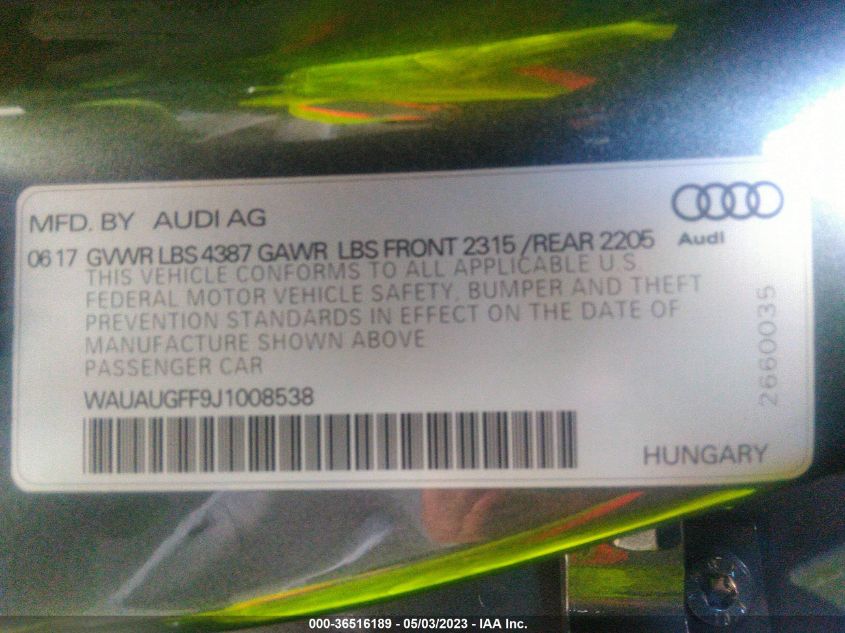 MFD. BY AUDI AG
Audi
06 17 GVWR LBS 4387 GAWR LBS FRONT 2315 /REAR 2205
THIS VEHICLE CONFORMS TO ALL APPLICABLE U.S
FEDERAL MOTOR VEHICLE SAFETY, BUMPER AND THEFT
PREVENTION STANDARDS IN EFFECT ON THE DATE OF
MANUFACTURE SHOWN ABOVE
PASSENGER CAR
2660035
WAUAUGFF9J1008538
HUNGARY
000-36516189 - 05/03/2023 - IAA Inc.